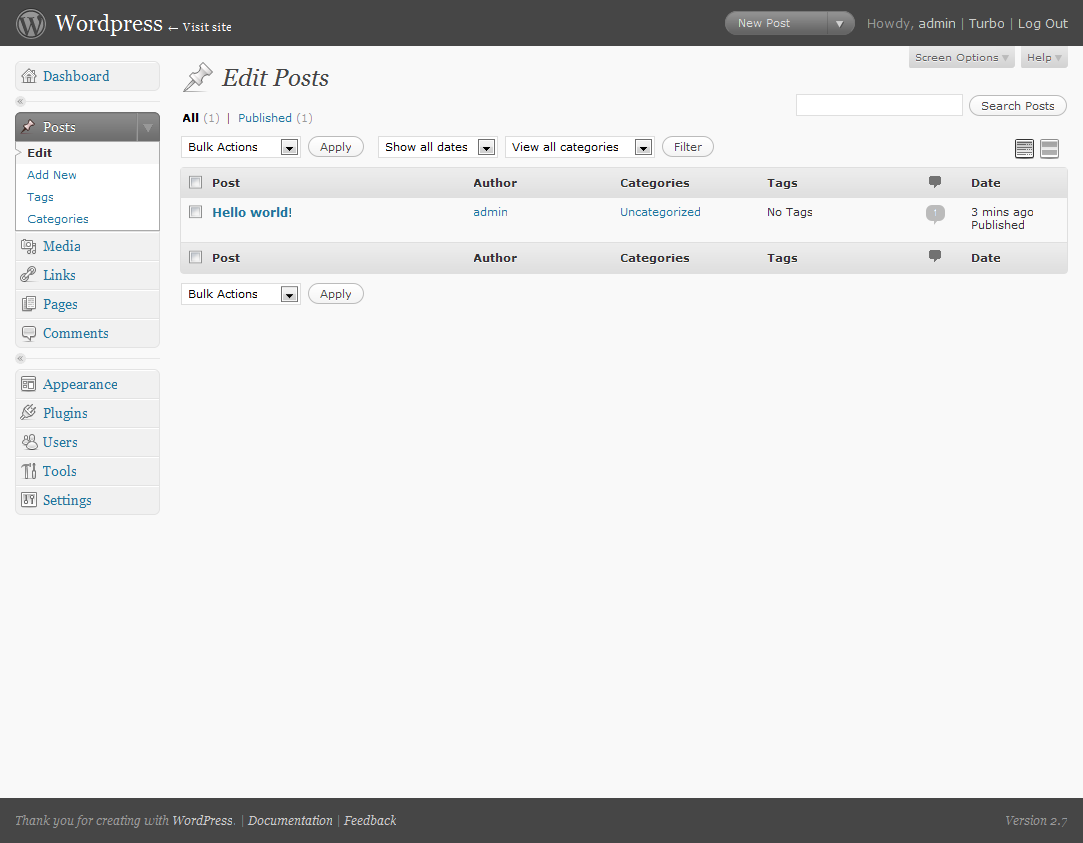 Wordpress ← Visit site
New Post
Howdy, admin | Turbo | Log Out
Screen Options
Help
Dashboard
Posts
Edit
Add New
Tags
Categories
Media
Links
Pages
Comments
Appearance
Plugins
Users
Tools
Settings
Edit Posts
All (1) | Published (1)
Search Posts
Bulk Actions Apply Show all dates View all categories Filter
Post Author Categories Tags Date
Hello world! admin Uncategorized No Tags 1 3 mins ago
Published
Post Author Categories Tags Date
Bulk Actions Apply
Thank you for creating with WordPress. | Documentation | Feedback
Version 2.7